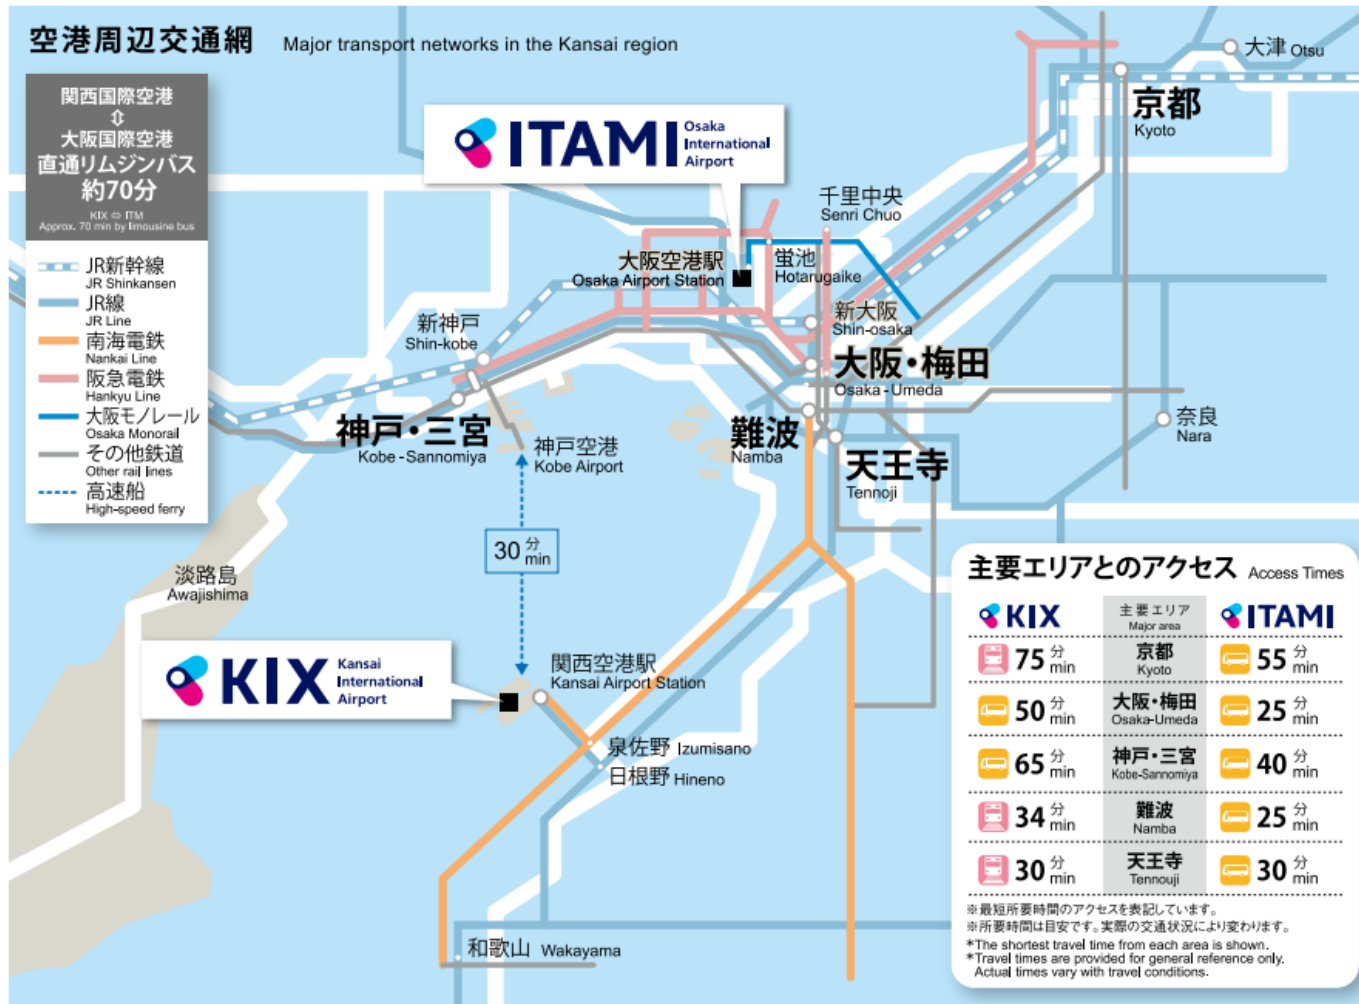 空港周辺交通網 Major transport networks in the Kansai region
関西国際空港
⇕
大阪国際空港
直通リムジンバス
約70分
KIX ⇔ ITM
Approx. 70 min by limousine bus
JR新幹線
JR Shinkansen
JR線
JR Line
南海電鉄
Nankai Line
阪急電鉄
Hankyu Line
大阪モノレール
Osaka Monorail
その他鉄道
Other rail lines
高速船
High-speed ferry
ITAMI Osaka
International
Airport
大津 Otsu
京都
Kyoto
千里中央
Senri Chuo
大阪空港駅
Osaka Airport Station
蛍池
Hotarugaike
新神戸
Shin-kobe
新大阪
Shin-osaka
大阪・梅田
Osaka-Umeda
神戸・三宮
Kobe-Sannomiya
神戸空港
Kobe Airport
難波
Namba
奈良
Nara
天王寺
Tennoji
30 分
min
淡路島
Awajishima
KIX Kansai
International
Airport
関西空港駅
Kansai Airport Station
泉佐野 Izumisano
日根野 Hineno
和歌山 Wakayama
主要エリアとのアクセス Access Times
KIX 主要エリア ITAMI
Major area
75 分 min 京都 55 分 min
Kyoto
50 分 min 大阪・梅田 25 分 min
Osaka-Umeda
65 分 min 神戸・三宮 40 分 min
Kobe-Sannomiya
34 分 min 難波 25 分 min
Namba
30 分 min 天王寺 30 分 min
Tennouji
※最短所要時間のアクセスを表記しています。
※所要時間は目安です。実際の交通状況により変わります。
*The shortest travel time from each area is shown.
*Travel times are provided for general reference only.
Actual times vary with travel conditions.